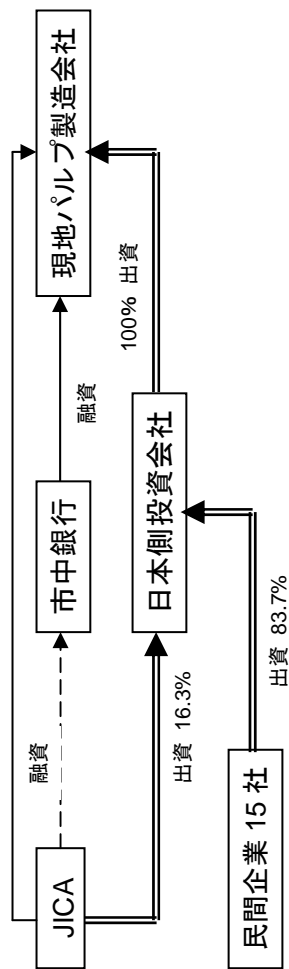 JICA
融資
市中銀行
融資
現地パルプ製造会社
出資 16.3%
日本側投資会社
100% 出資
民間企業 15 社
出資 83.7%